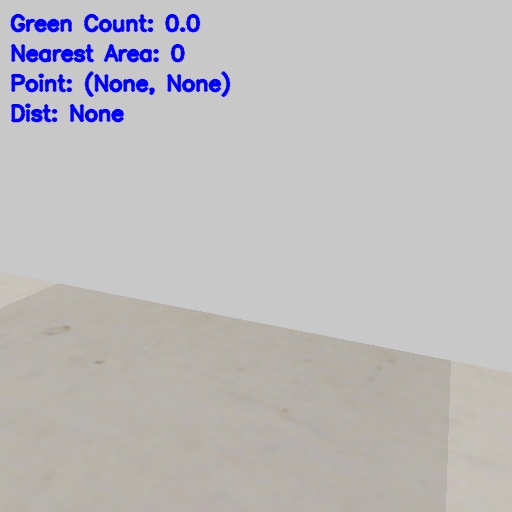 Green Count: 0.0
Nearest Area: 0
Point: (None, None)
Dist: None